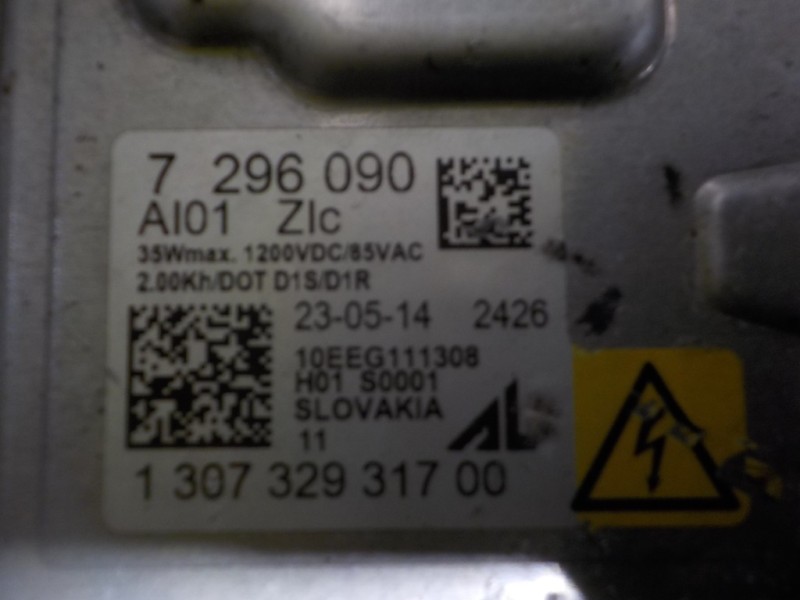 7 296 090
AI01 ZIc
35Wmax. 1200VDC/85VAC
2.00Kh/DOT D1S/D1R
23-05-14 2426
10EEG111308
H01 S0001
SLOVAKIA
AL
11
1 307 329 317 00